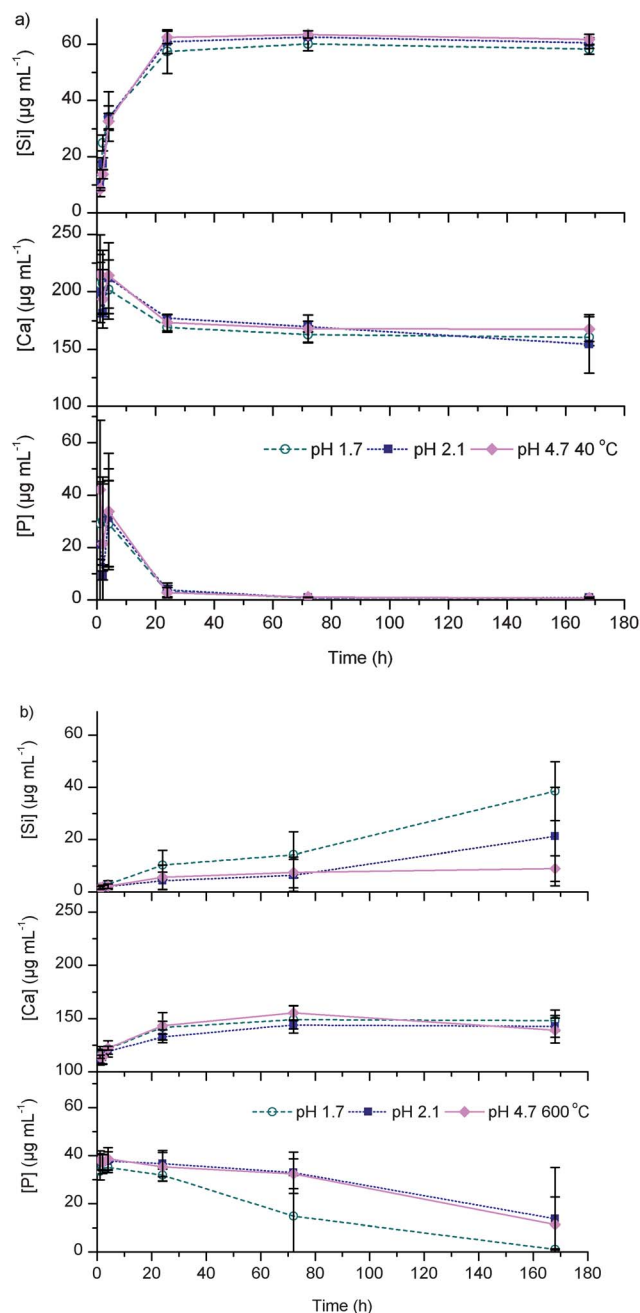 a)
[Si] (µg mL⁻¹)
60
40
20
0
[Ca] (µg mL⁻¹)
250
200
150
100
[P] (µg mL⁻¹)
60
40
20
0
pH 1.7 pH 2.1 pH 4.7 40 °C
0 20 40 60 80 100 120 140 160 180
Time (h)
b)
[Si] (µg mL⁻¹)
60
40
20
0
[Ca] (µg mL⁻¹)
250
200
150
100
[P] (µg mL⁻¹)
60
40
20
0
pH 1.7 pH 2.1 pH 4.7 600 °C
0 20 40 60 80 100 120 140 160 180
Time (h)